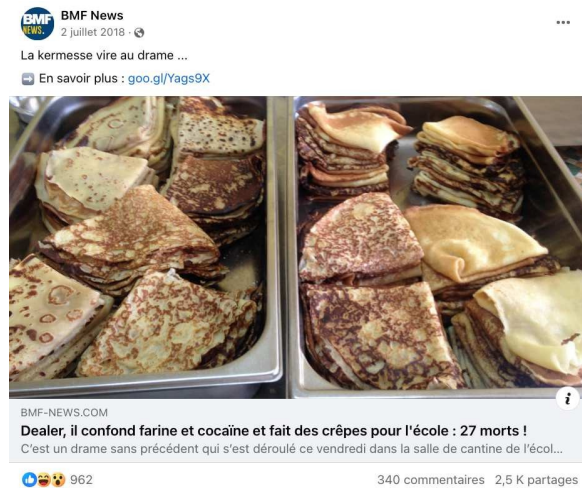 BMF
NEWS.
BMF News
2 juillet 2018 ·
La kermesse vire au drame ...
En savoir plus : goo.gl/Yags9X
BMF-NEWS.COM
Dealer, il confond farine et cocaïne et fait des crêpes pour l'école : 27 morts !
C'est un drame sans précédent qui s'est déroulé ce vendredi dans la salle de cantine de l'écol...
962
340 commentaires 2,5 K partages